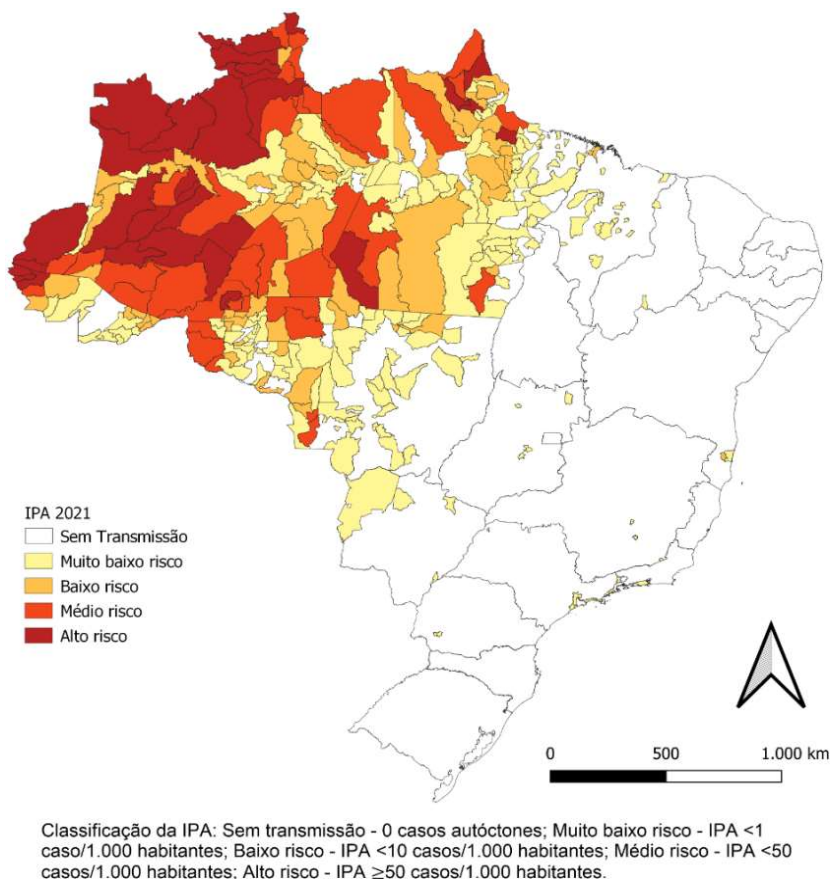 IPA 2021
Sem Transmissão
Muito baixo risco
Baixo risco
Médio risco
Alto risco
0 500 1.000 km
Classificação da IPA: Sem transmissão - 0 casos autóctones; Muito baixo risco - IPA <1
caso/1.000 habitantes; Baixo risco - IPA <10 casos/1.000 habitantes; Médio risco - IPA <50
casos/1.000 habitantes; Alto risco - IPA ≥50 casos/1.000 habitantes.